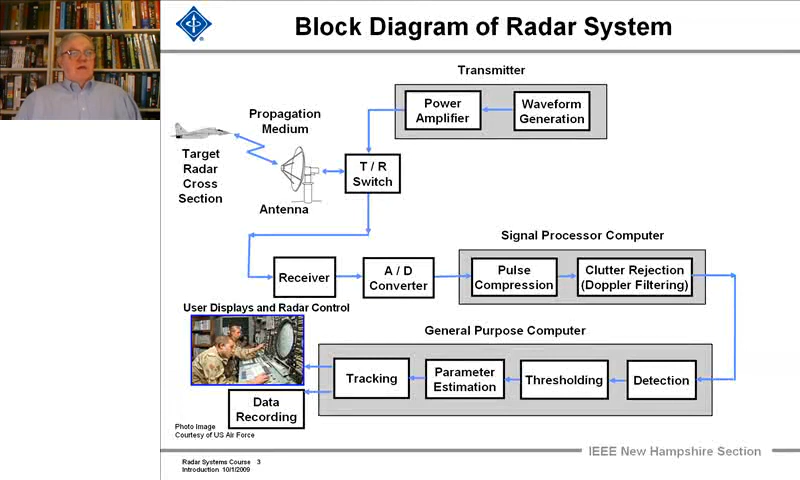 Block Diagram of Radar System
Transmitter
Power
Amplifier
Waveform
Generation
Propagation
Medium
Target
Radar
Cross
Section
Antenna
T / R
Switch
Signal Processor Computer
Receiver
A / D
Converter
Pulse
Compression
Clutter Rejection
(Doppler Filtering)
User Displays and Radar Control
General Purpose Computer
Tracking
Parameter
Estimation
Thresholding
Detection
Data
Recording
Photo Image
Courtesy of US Air Force
IEEE New Hampshire Section
Radar Systems Course 3
Introduction 10/1/2009